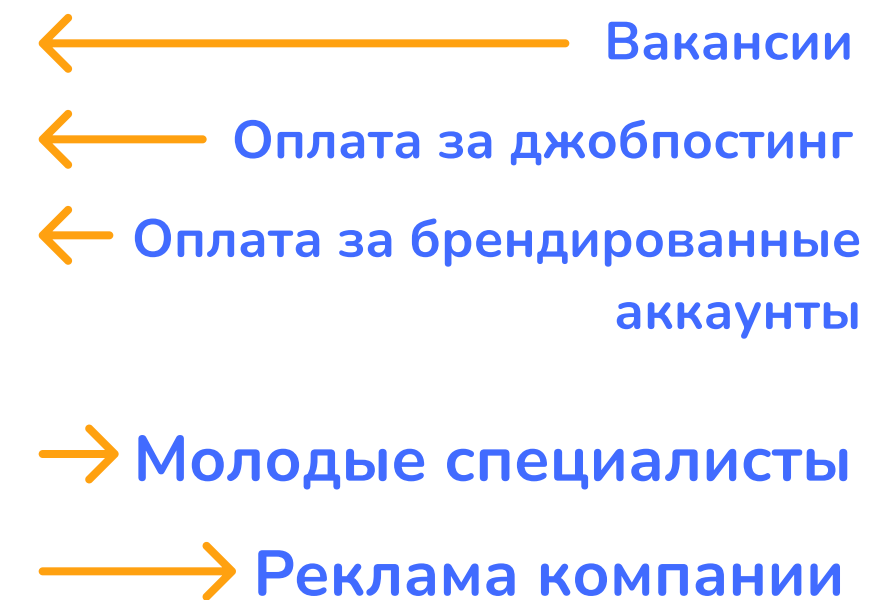 Вакансии
Оплата за джобпостинг
Оплата за брендированные
аккаунты
Молодые специалисты
Реклама компании